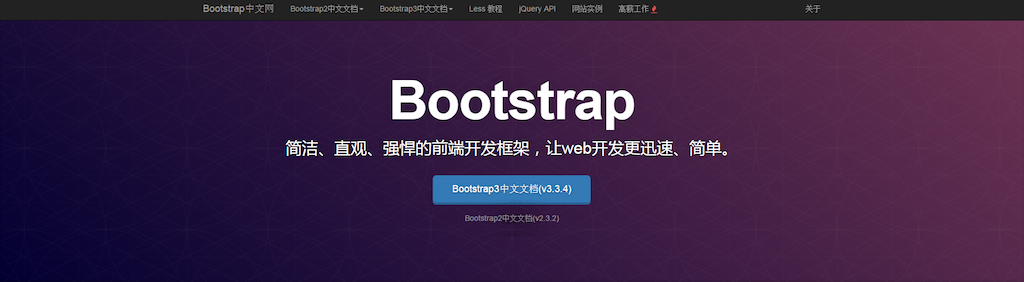 Bootstrap中文网 Bootstrap2中文文档 Bootstrap3中文文档 Less 教程 jQuery API 网站实例 高薪工作 关于
Bootstrap
简洁、直观、强悍的前端开发框架，让web开发更迅速、简单。
Bootstrap3中文文档(v3.3.4)
Bootstrap2中文文档(v2.3.2)